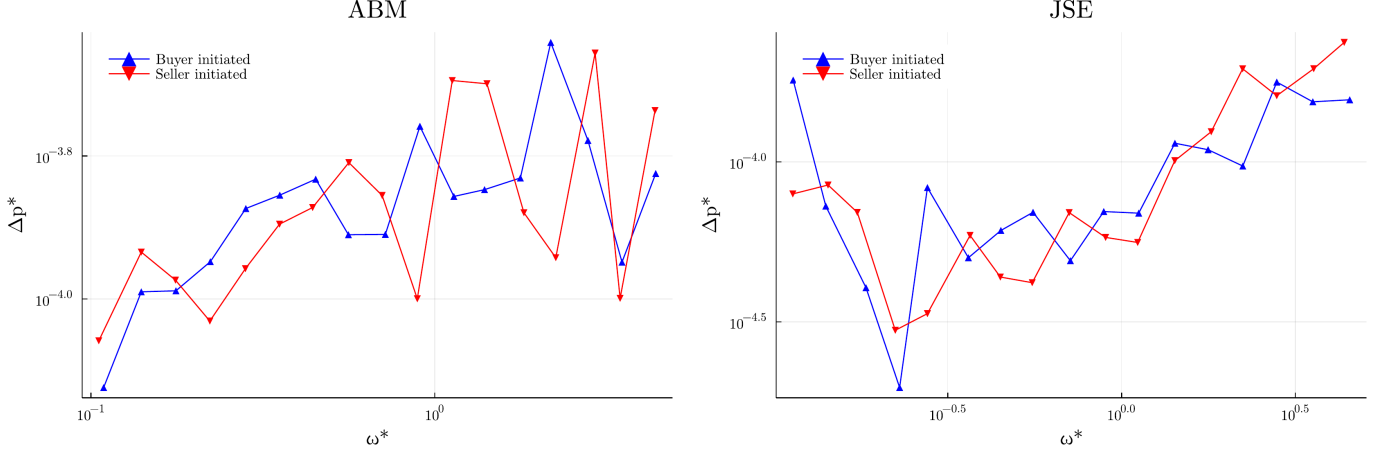 ABM
Buyer initiated
Seller initiated
Δp*
10^-3.8
10^-4.0
10^-1
10^0
ω*
JSE
Buyer initiated
Seller initiated
Δp*
10^-4.0
10^-4.5
10^-0.5
10^0.0
10^0.5
ω*